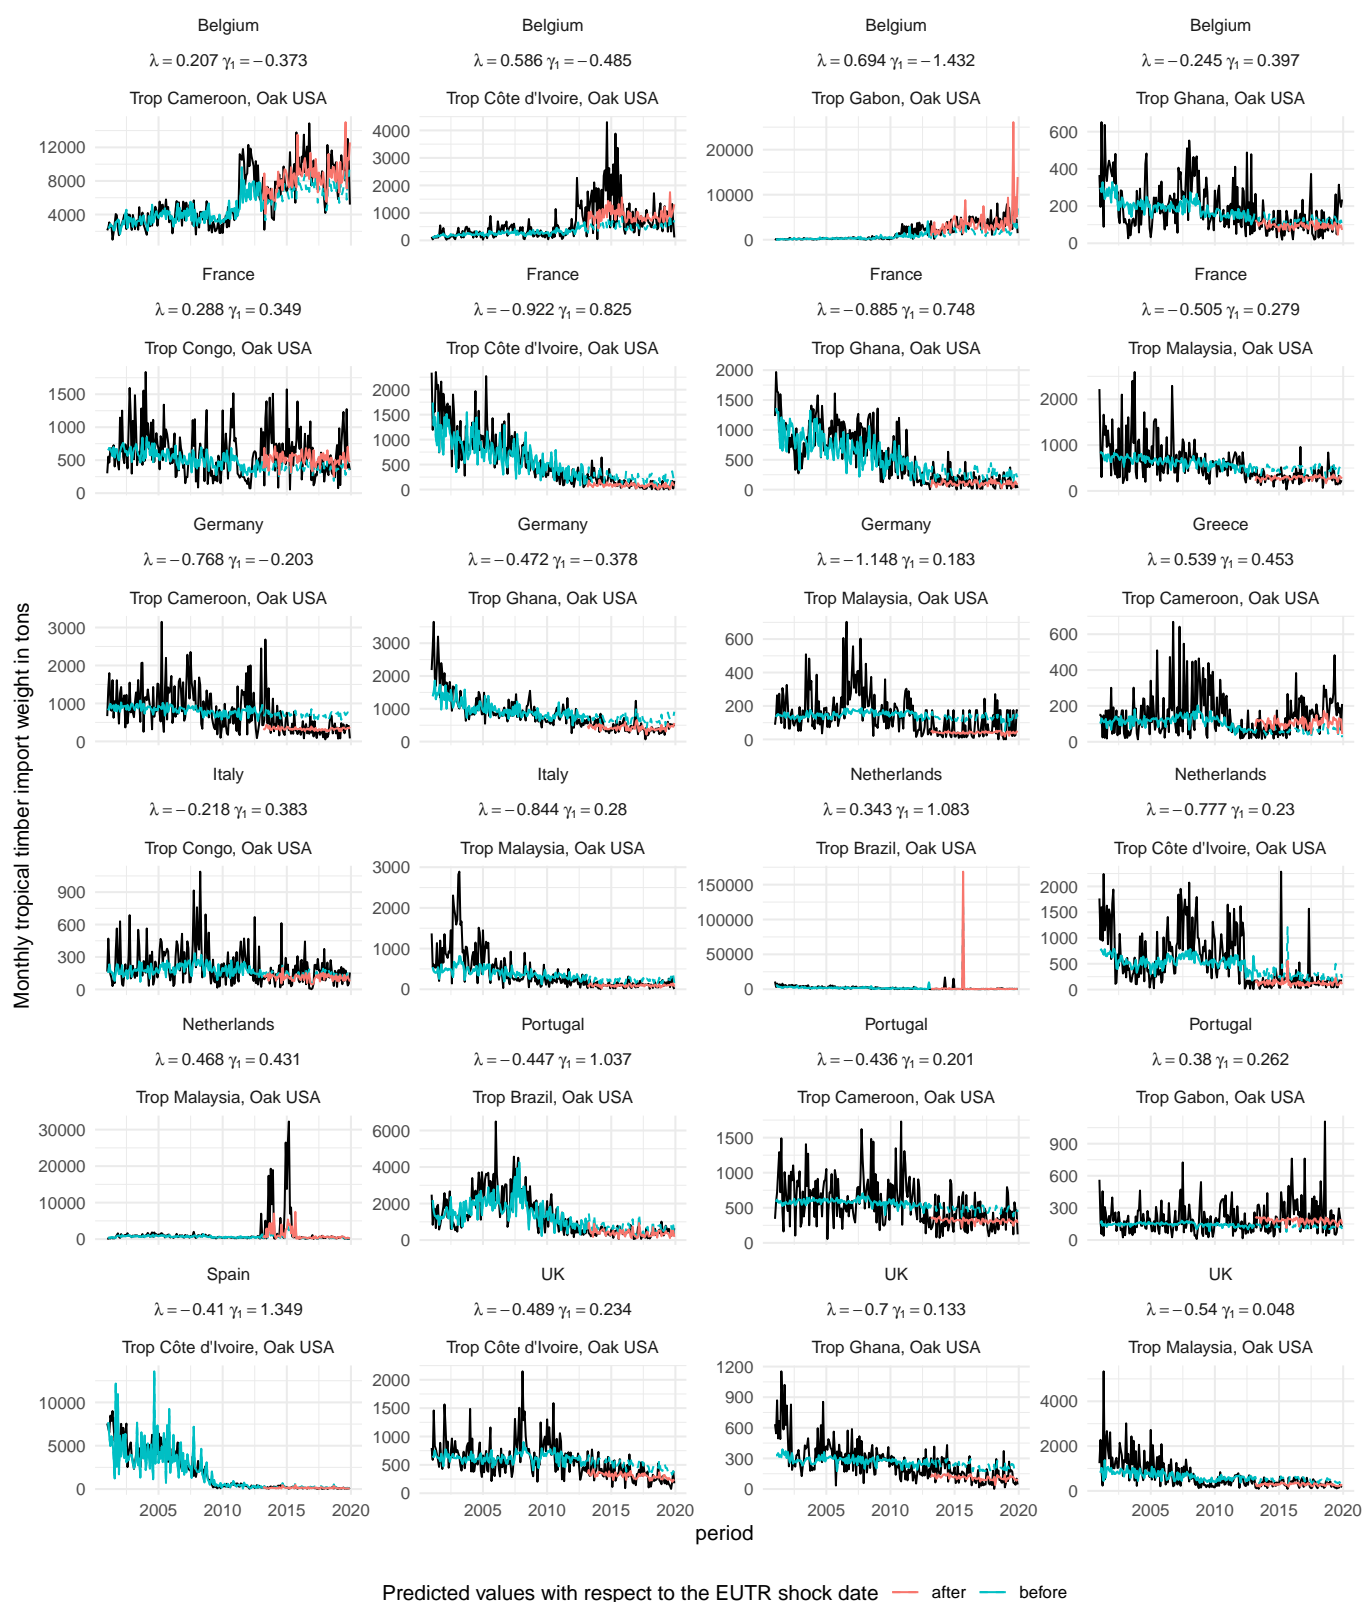 Belgium Belgium Belgium Belgium
λ = 0.207 γ₁ = −0.373 λ = 0.586 γ₁ = −0.485 λ = 0.694 γ₁ = −1.432 λ = −0.245 γ₁ = 0.397
Trop Cameroon, Oak USA Trop Côte d'Ivoire, Oak USA Trop Gabon, Oak USA Trop Ghana, Oak USA
12000 8000 4000
4000 3000 2000 1000 0
20000 10000 0
600 400 200 0
France France France France
λ = 0.288 γ₁ = 0.349 λ = −0.922 γ₁ = 0.825 λ = −0.885 γ₁ = 0.748 λ = −0.505 γ₁ = 0.279
Trop Congo, Oak USA Trop Côte d'Ivoire, Oak USA Trop Ghana, Oak USA Trop Malaysia, Oak USA
1500 1000 500 0
2000 1500 1000 500 0
2000 1500 1000 500 0
2000 1000 0
Germany Germany Germany Greece
λ = −0.768 γ₁ = −0.203 λ = −0.472 γ₁ = −0.378 λ = −1.148 γ₁ = 0.183 λ = 0.539 γ₁ = 0.453
Trop Cameroon, Oak USA Trop Ghana, Oak USA Trop Malaysia, Oak USA Trop Cameroon, Oak USA
3000 2000 1000 0
3000 2000 1000 0
600 400 200 0
600 400 200 0
Monthly tropical timber import weight in tons
Italy Italy Netherlands Netherlands
λ = −0.218 γ₁ = 0.383 λ = −0.844 γ₁ = 0.28 λ = 0.343 γ₁ = 1.083 λ = −0.777 γ₁ = 0.23
Trop Congo, Oak USA Trop Malaysia, Oak USA Trop Brazil, Oak USA Trop Côte d'Ivoire, Oak USA
900 600 300 0
3000 2000 1000 0
150000 100000 50000 0
2000 1500 1000 500 0
Netherlands Portugal Portugal Portugal
λ = 0.468 γ₁ = 0.431 λ = −0.447 γ₁ = 1.037 λ = −0.436 γ₁ = 0.201 λ = 0.38 γ₁ = 0.262
Trop Malaysia, Oak USA Trop Brazil, Oak USA Trop Cameroon, Oak USA Trop Gabon, Oak USA
30000 20000 10000 0
6000 4000 2000 0
1500 1000 500 0
900 600 300 0
Spain UK UK UK
λ = −0.41 γ₁ = 1.349 λ = −0.489 γ₁ = 0.234 λ = −0.7 γ₁ = 0.133 λ = −0.54 γ₁ = 0.048
Trop Côte d'Ivoire, Oak USA Trop Côte d'Ivoire, Oak USA Trop Ghana, Oak USA Trop Malaysia, Oak USA
10000 5000 0
2000 1500 1000 500 0
1200 900 600 300 0
4000 2000 0
2005 2010 2015 2020 2005 2010 2015 2020 2005 2010 2015 2020 2005 2010 2015 2020
period
Predicted values with respect to the EUTR shock date after before